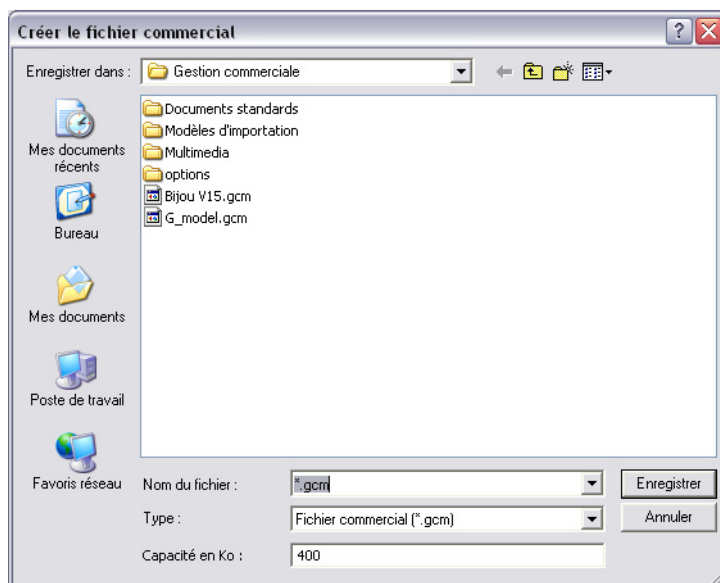 Créer le fichier commercial
Enregistrer dans :
Gestion commerciale
Mes documents
récents
Bureau
Mes documents
Poste de travail
Favoris réseau
Documents standards
Modèles d'importation
Multimedia
options
Bijou V15.gcm
G_model.gcm
Nom du fichier :
*.gcm
Enregistrer
Type :
Fichier commercial (*.gcm)
Annuler
Capacité en Ko :
400